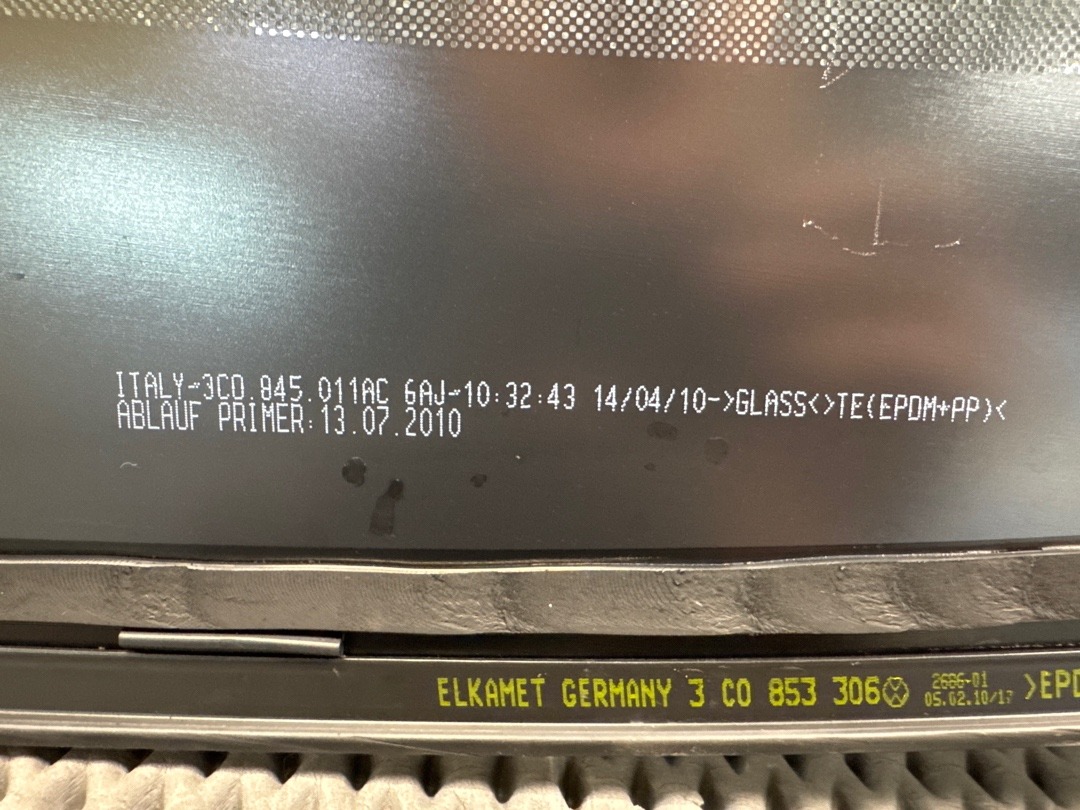 ITALY-3C0.845.011AC 6AJ-10:32:43 14/04/10->GLASS<>TE(EPDM+PP)<
ABLAUF PRIMER:13.07.2010
ELKAMET GERMANY 3 C0 853 306 2686-01 >EPD
05.02.10/17